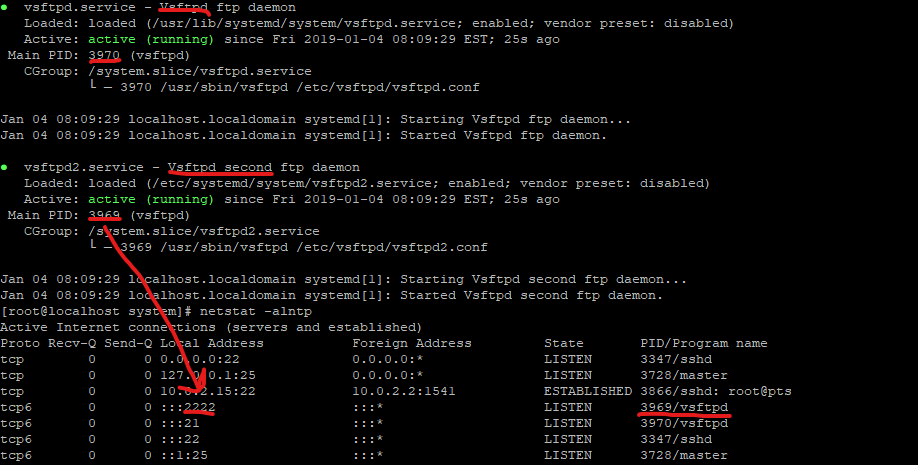 ● vsftpd.service - Vsftpd ftp daemon
Loaded: loaded (/usr/lib/systemd/system/vsftpd.service; enabled; vendor preset: disabled)
Active: active (running) since Fri 2019-01-04 08:09:29 EST; 25s ago
Main PID: 3970 (vsftpd)
CGroup: /system.slice/vsftpd.service
└─ 3970 /usr/sbin/vsftpd /etc/vsftpd/vsftpd.conf
Jan 04 08:09:29 localhost.localdomain systemd[1]: Starting Vsftpd ftp daemon...
Jan 04 08:09:29 localhost.localdomain systemd[1]: Started Vsftpd ftp daemon.
● vsftpd2.service - Vsftpd second ftp daemon
Loaded: loaded (/etc/systemd/system/vsftpd2.service; enabled; vendor preset: disabled)
Active: active (running) since Fri 2019-01-04 08:09:29 EST; 25s ago
Main PID: 3969 (vsftpd)
CGroup: /system.slice/vsftpd2.service
└ ─ 3969 /usr/sbin/vsftpd /etc/vsftpd/vsftpd2.conf
Jan 04 08:09:29 localhost.localdomain systemd[1]: Starting Vsftpd second ftp daemon...
Jan 04 08:09:29 localhost.localdomain systemd[1]: Started Vsftpd second ftp daemon.
[root@localhost system]# netstat -alntp
Active Internet connections (servers and established)
Proto Recv-Q Send-Q Local Address Foreign Address State PID/Program name
tcp 0 0 0.0.0.0:22 0.0.0.0:* LISTEN 3347/sshd
tcp 0 0 127.0.0.1:25 0.0.0.0:* LISTEN 3728/master
tcp 0 0 10.0.2.15:22 10.0.2.2:1541 ESTABLISHED 3866/sshd: root@pts
tcp6 0 0 :::2222 :::* LISTEN 3969/vsftpd
tcp6 0 0 :::21 :::* LISTEN 3970/vsftpd
tcp6 0 0 :::22 :::* LISTEN 3347/sshd
tcp6 0 0 ::1:25 :::* LISTEN 3728/master